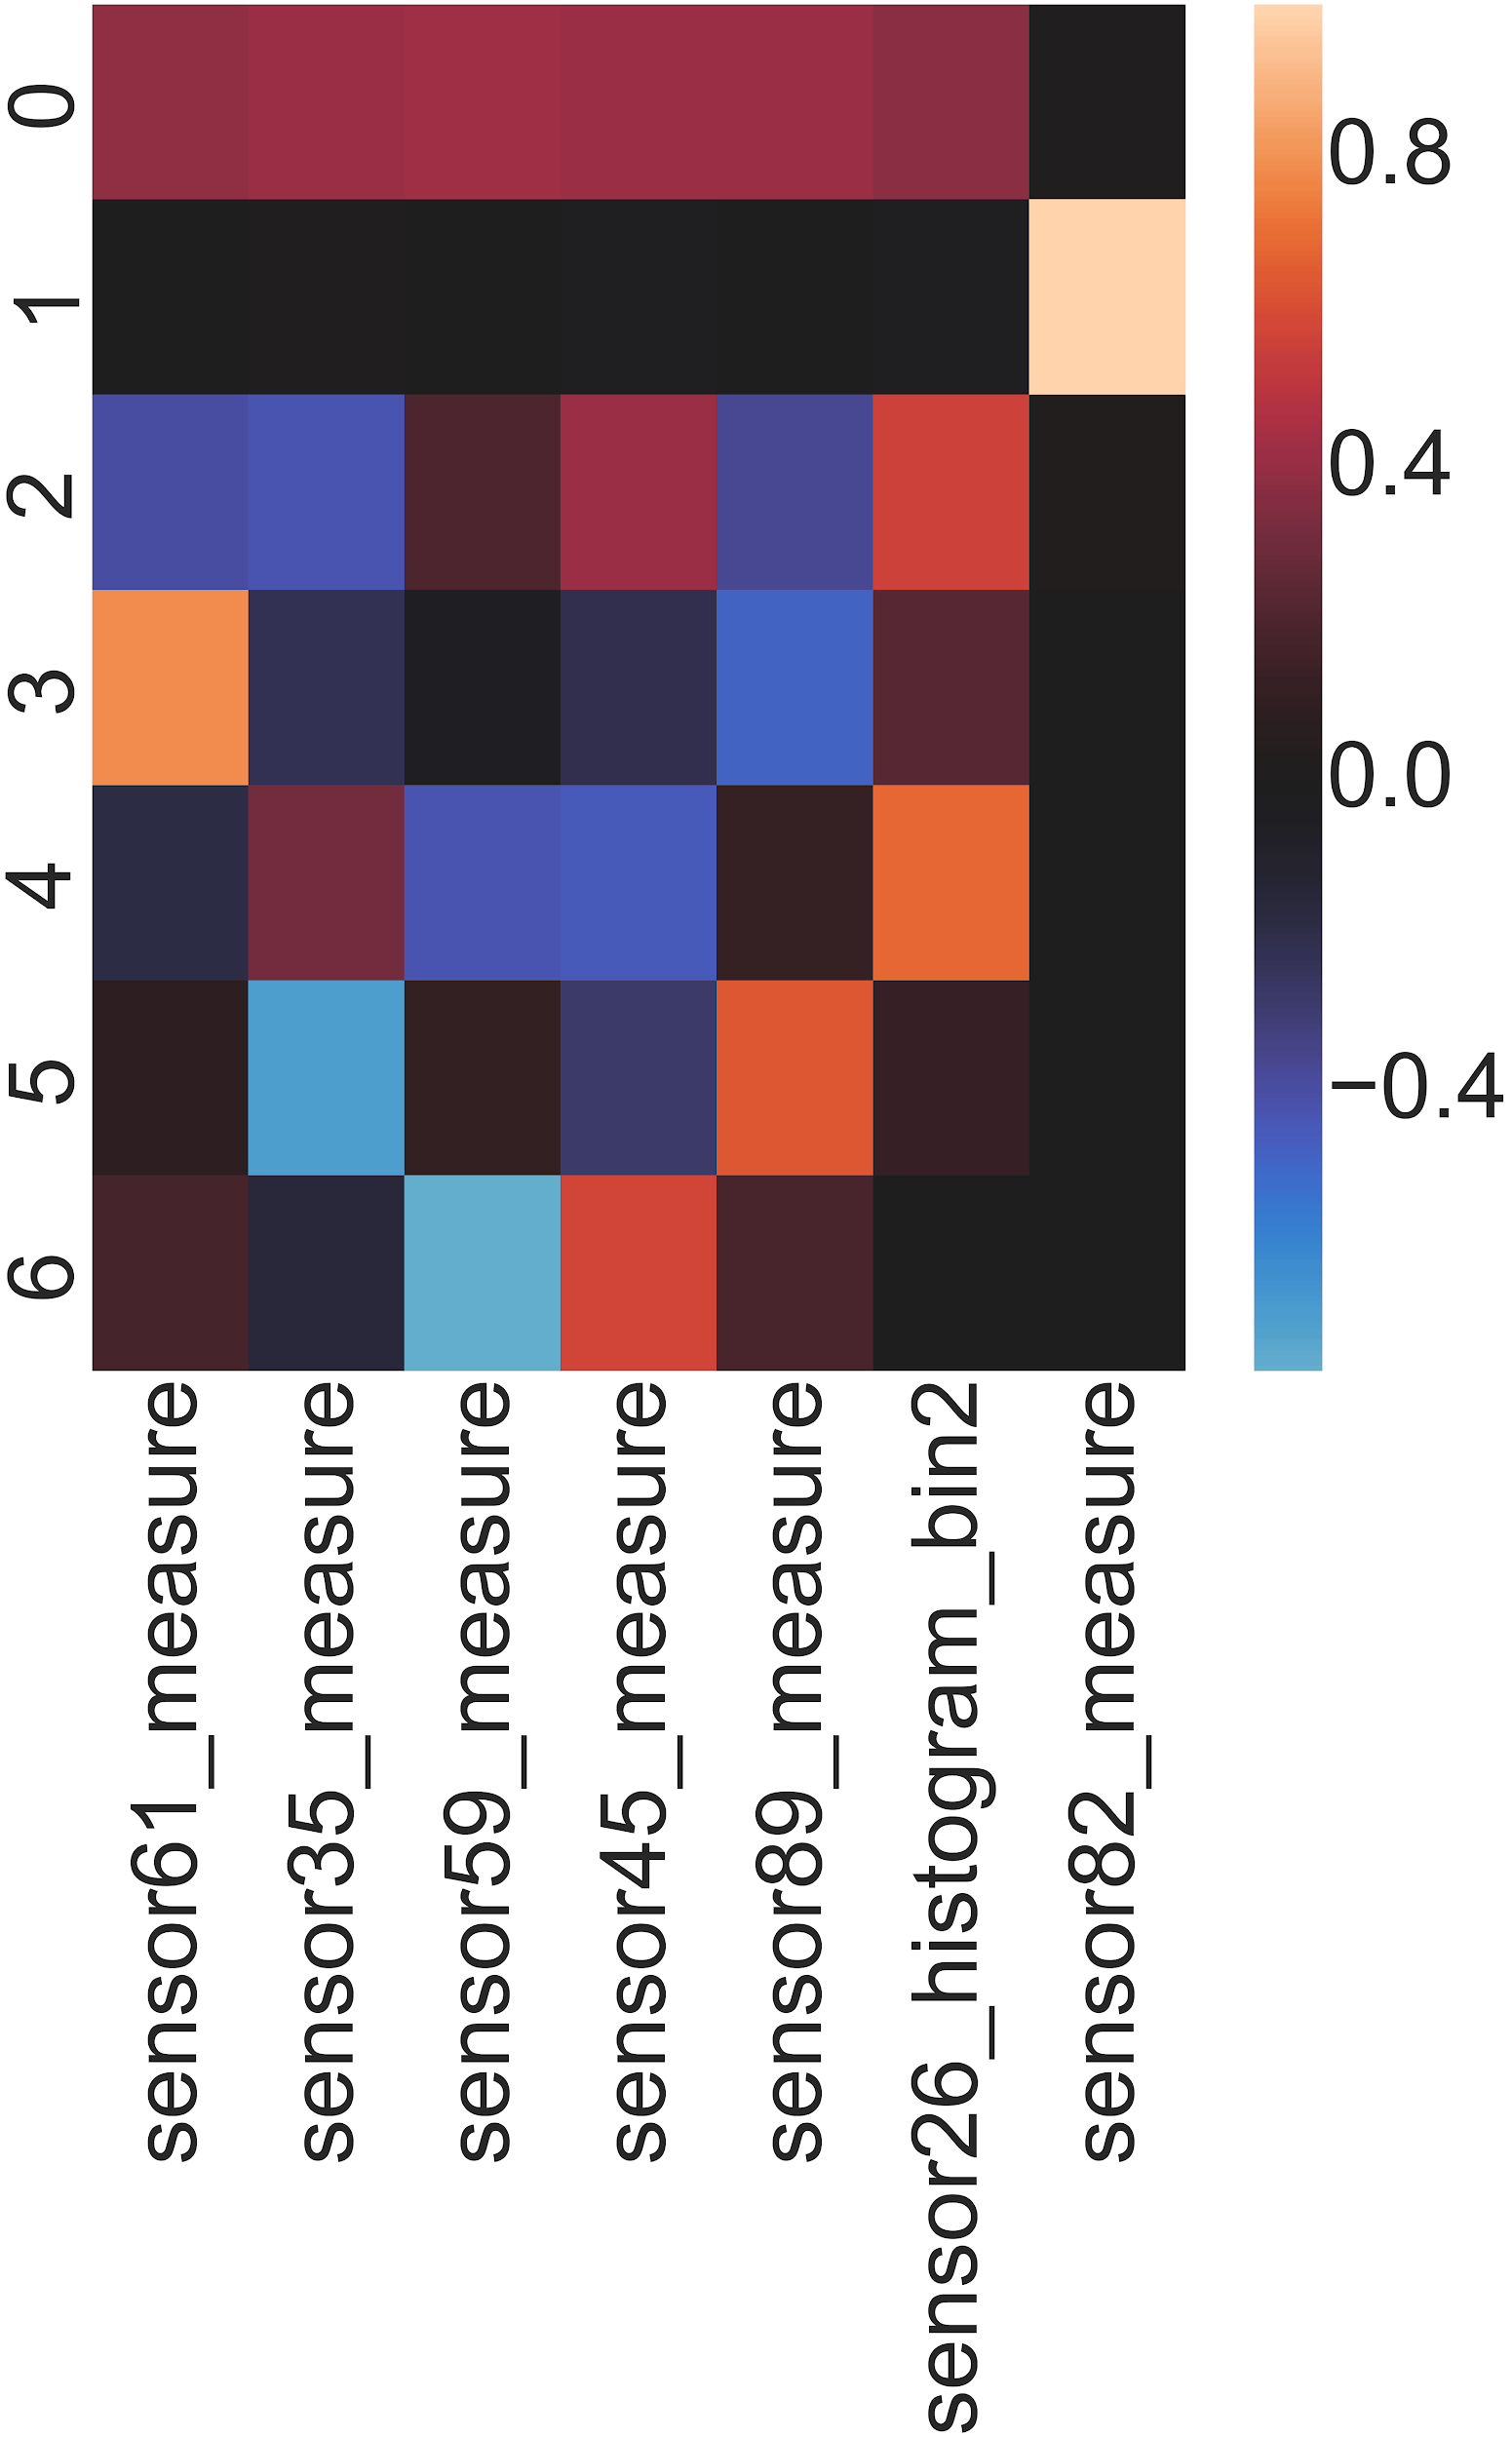 0
1
2
3
4
5
6
sensor61_measure
sensor35_measure
sensor59_measure
sensor45_measure
sensor89_measure
sensor26_histogram_bin2
sensor82_measure
0.8
0.4
0.0
−0.4